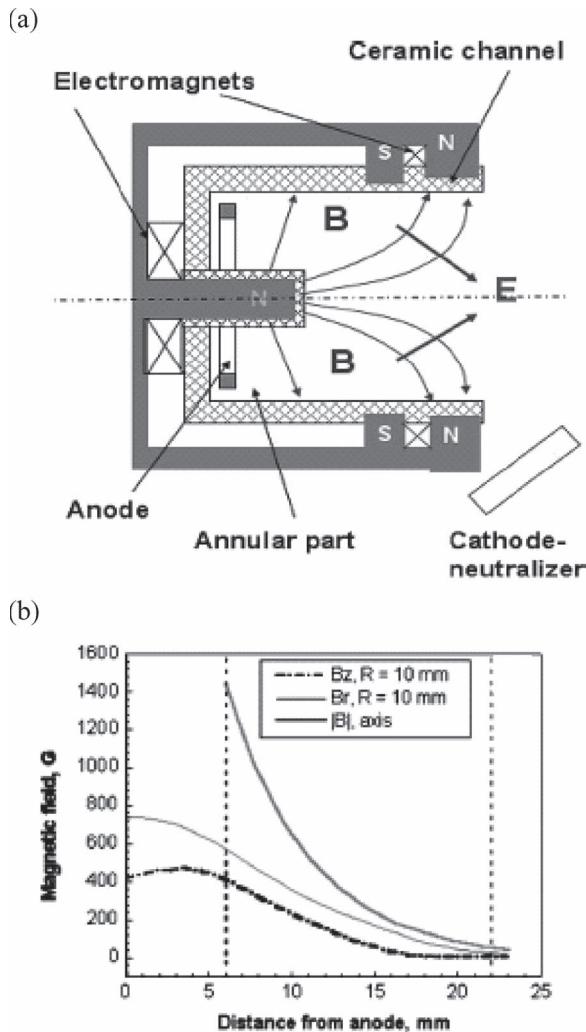 (a)
Ceramic channel
Electromagnets
S
N
B
N
E
B
S
N
Anode
Annular part
Cathode-
neutralizer
(b)
1600
1400
1200
1000
800
600
400
200
0
Magnetic field, G
Bz, R = 10 mm
Br, R = 10 mm
|B|, axis
0
5
10
15
20
25
Distance from anode, mm